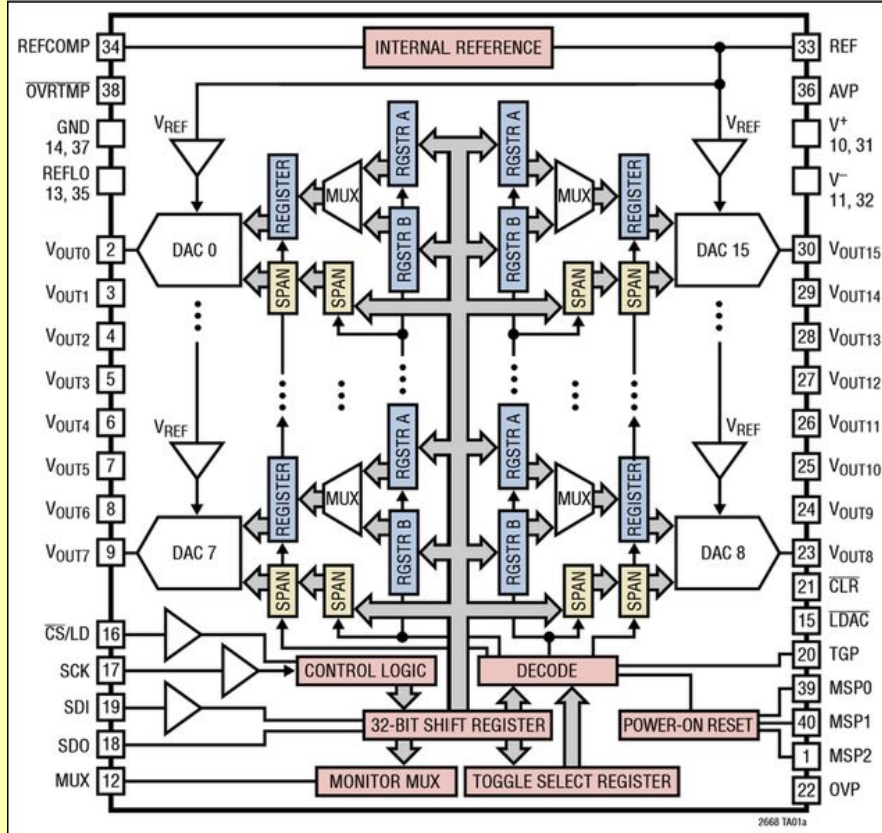 REFCOMP 34
INTERNAL REFERENCE
33 REF
OVRTMP 38
36 AVP
GND
14, 37
V⁺
10, 31
REFLO
13, 35
V⁻
11, 32
VREF
VREF
REGISTER
MUX
RGSTR A
RGSTR B
RGSTR A
RGSTR B
MUX
REGISTER
VOUT0 2
DAC 0
SPAN
SPAN
SPAN
SPAN
DAC 15
30 VOUT15
VOUT1 3
29 VOUT14
VOUT2 4
28 VOUT13
VOUT3 5
27 VOUT12
VOUT4 6
26 VOUT11
VOUT5 7
25 VOUT10
VOUT6 8
24 VOUT9
VREF
VREF
REGISTER
MUX
RGSTR A
RGSTR B
RGSTR A
RGSTR B
MUX
REGISTER
VOUT7 9
DAC 7
SPAN
SPAN
SPAN
SPAN
DAC 8
23 VOUT8
21 CLR
15 LDAC
CS/LD 16
20 TGP
SCK 17
CONTROL LOGIC
DECODE
39 MSP0
SDI 19
32-BIT SHIFT REGISTER
POWER-ON RESET
40 MSP1
SDO 18
1 MSP2
MUX 12
MONITOR MUX
TOGGLE SELECT REGISTER
22 OVP
2668 TA01a